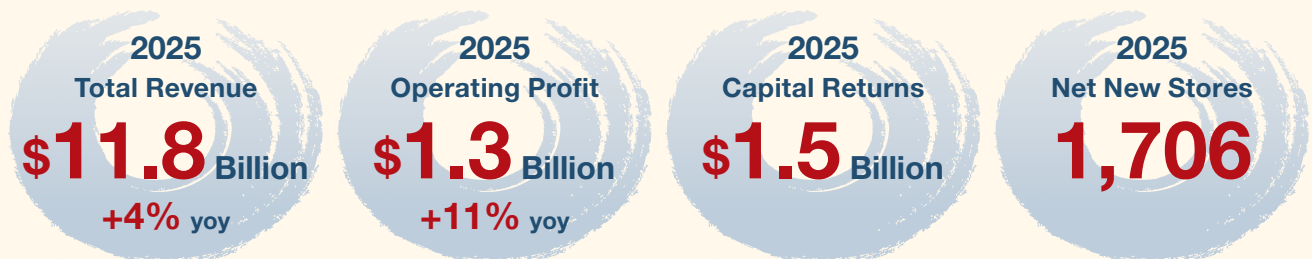 2025
Total Revenue
$11.8 Billion
+4% yoy
2025
Operating Profit
$1.3 Billion
+11% yoy
2025
Capital Returns
$1.5 Billion
2025
Net New Stores
1,706